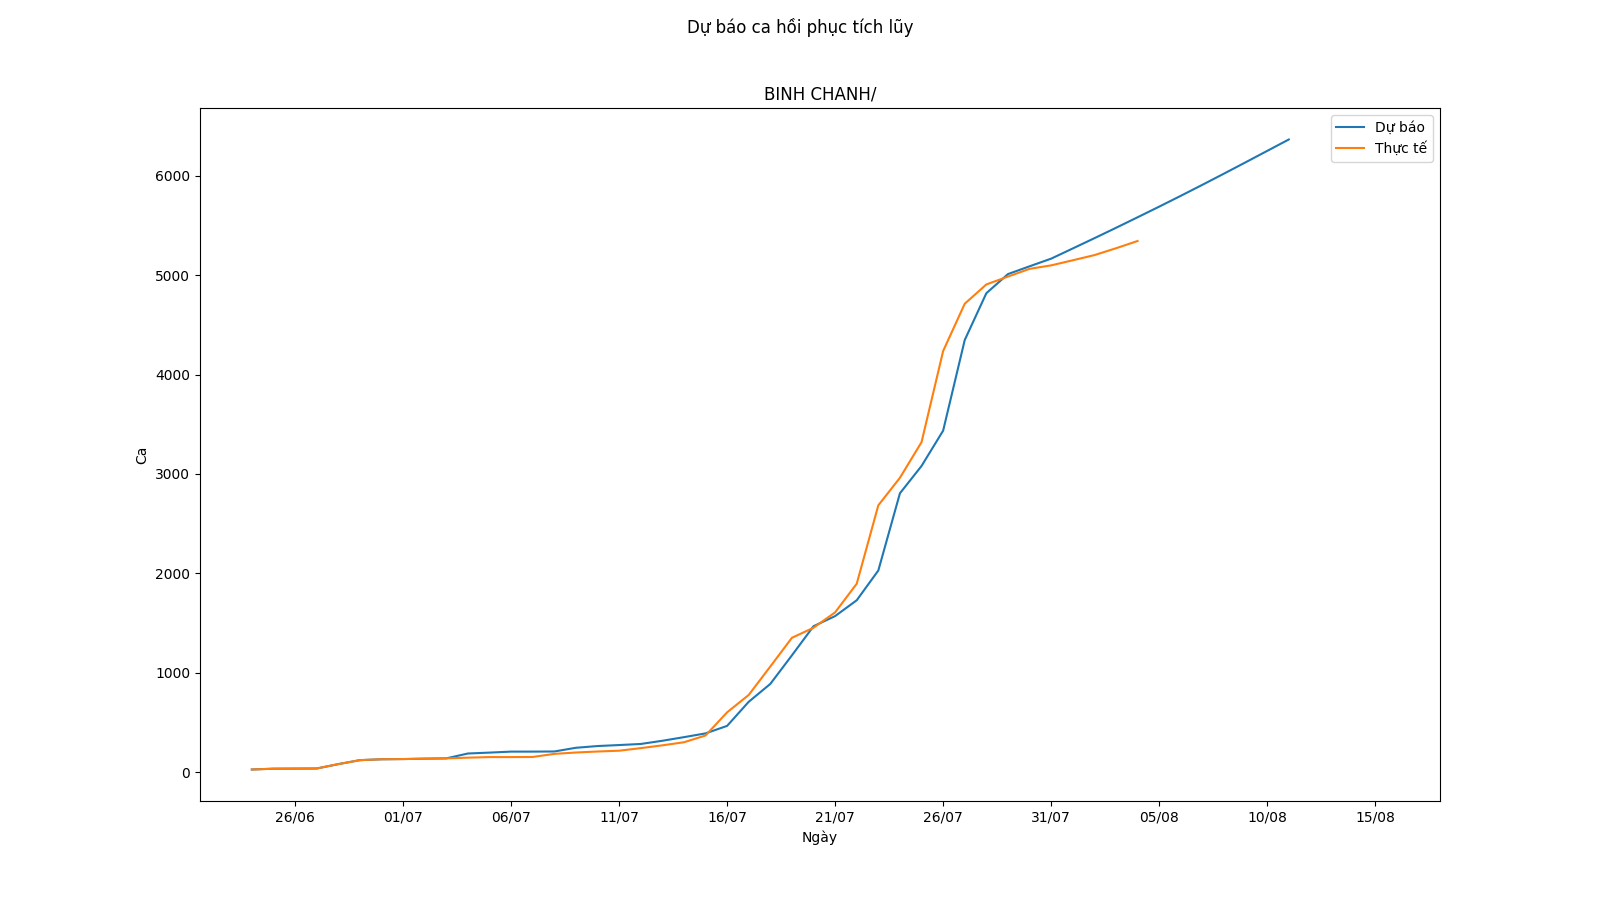 Dự báo ca hồi phục tích lũy
BINH CHANH/
Dự báo
Thực tế
6000
5000
4000
3000
2000
1000
0
Ca
26/06 01/07 06/07 11/07 16/07 21/07 26/07 31/07 05/08 10/08 15/08
Ngày